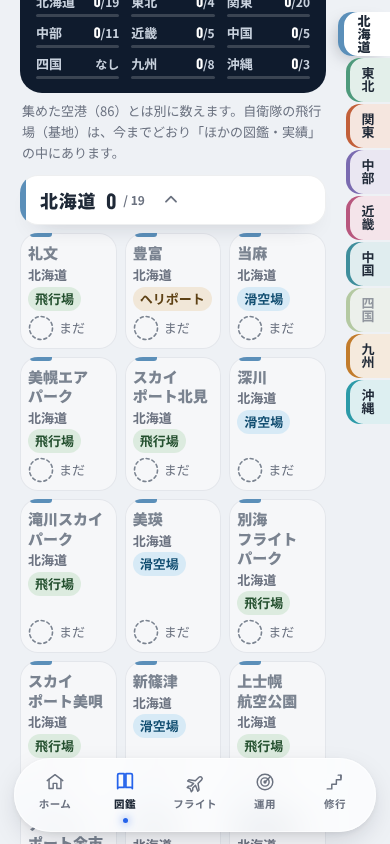 北海道 0/19 東北 0/4 関東 0/20
中部 0/11 近畿 0/5 中国 0/5
四国 なし 九州 0/8 沖縄 0/3
集めた空港（86）とは別に数えます。自衛隊の飛行
場（基地）は、今までどおり「ほかの図鑑・実績」
の中にあります。
北海道 0 / 19
礼文
北海道
飛行場
まだ
豊富
北海道
ヘリポート
まだ
当麻
北海道
滑空場
まだ
美幌エア
パーク
北海道
飛行場
まだ
スカイ
ポート北見
北海道
飛行場
まだ
深川
北海道
滑空場
まだ
滝川スカイ
パーク
北海道
飛行場
まだ
美瑛
北海道
滑空場
まだ
別海
フライト
パーク
北海道
飛行場
まだ
スカイ
ポート美唄
北海道
飛行場
新篠津
北海道
滑空場
上士幌
航空公園
北海道
飛行場
北海道
東北
関東
中部
近畿
中国
四国
九州
沖縄
ホーム
図鑑
フライト
運用
修行